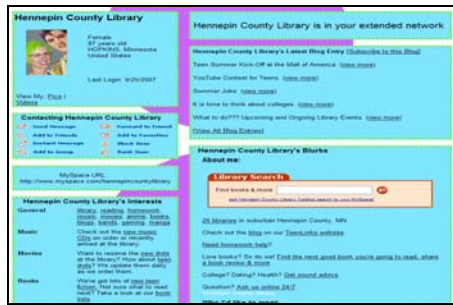 Hennepin County Library
Female
87 years old
HOPKINS, Minnesota
United States
Last Login: 6/25/2007
View My: Pics |
Videos
Contacting Hennepin County Library
Send Message
Forward to Friend
Add to Friends
Add to Favorites
Instant Message
Block User
Add to Group
Rank User
MySpace URL:
http://www.myspace.com/hennepincountylibrary
Hennepin County Library's Interests
General
library, reading, homework,
music, movies, anime, books,
blogs, bands, gaming, manga
Music
Check out the new music
CDs on order or recently
arrived at the library.
Movies
Want to reserve the new dvds
at the library? How about teen
dvds? We update them daily
as we order them.
Books
We've got lots of new teen
fiction. Not sure what to read
next? Take a look at our book
lists
Hennepin County Library is in your extended network
Hennepin County Library's Latest Blog Entry [Subscribe to this Blog]
Teen Summer Kick-Off at the Mall of America (view more)
YouTube Contest for Teens (view more)
Summer Jobs (view more)
It is time to think about colleges (view more)
What to do??? Upcoming and Ongoing Library Events (view more)
[View All Blog Entries]
Hennepin County Library's Blurbs
About me:
Library Search
Find books & more
26 libraries in suburban Hennepin County, MN
Check out the blog on our TeenLinks website.
Need homework help?
Love books? So do we! Find the next good book you're going to read, share
a book review & more
College? Dating? Health? Get sound advice.
Question? Ask us online 24/7
Who I'd like to meet: